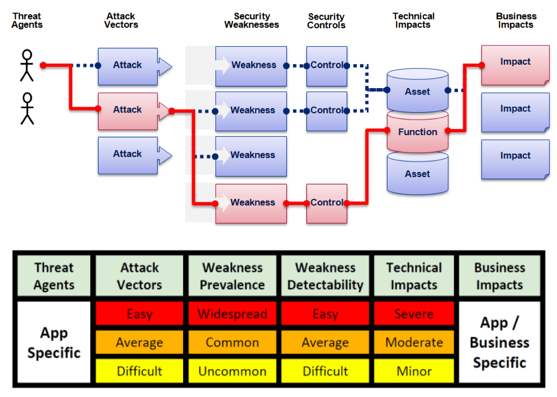 Threat Agents
Attack Vectors
Security Weaknesses
Security Controls
Technical Impacts
Business Impacts
Attack
Weakness
Control
Impact
Asset
Attack
Weakness
Control
Impact
Function
Attack
Weakness
Impact
Asset
Weakness
Control
Threat Agents
Attack Vectors
Weakness Prevalence
Weakness Detectability
Technical Impacts
Business Impacts
App Specific
Easy
Widespread
Easy
Severe
App / Business Specific
Average
Common
Average
Moderate
Difficult
Uncommon
Difficult
Minor